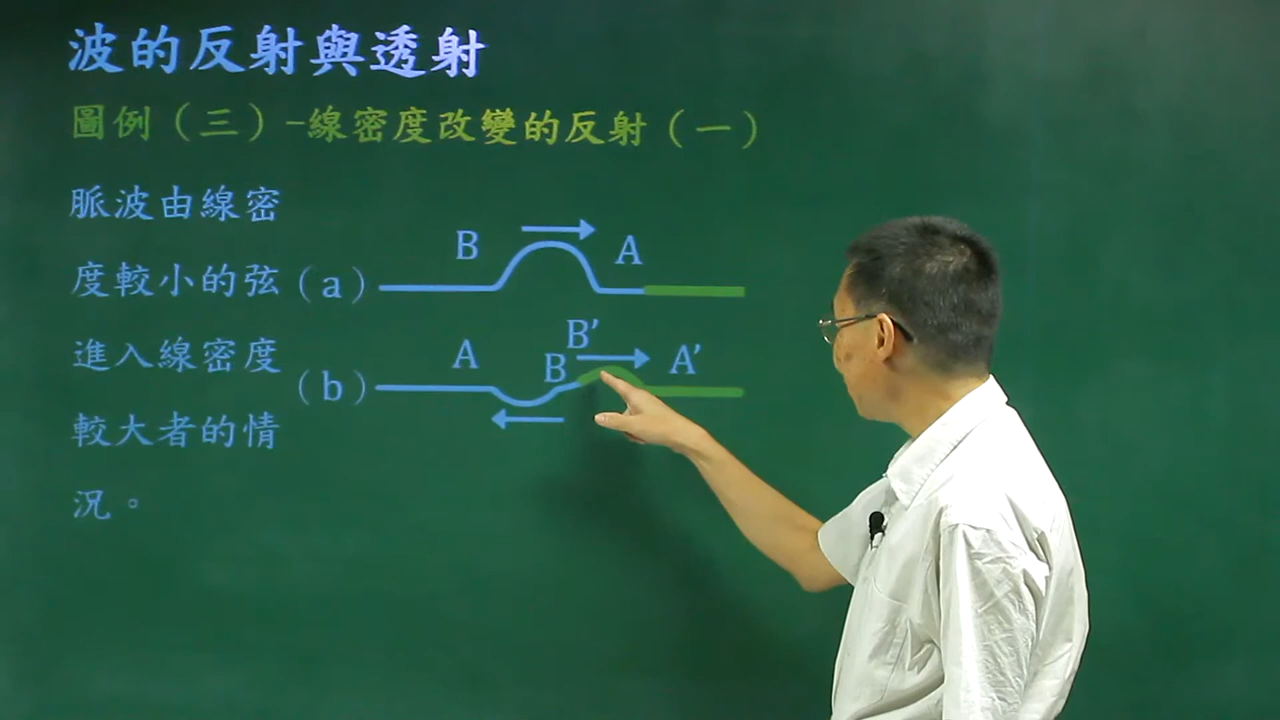 波的反射與透射
圖例（三）-線密度改變的反射（一）
脈波由線密
度較小的弦
進入線密度
較大者的情
況。
(a)
B
A
(b)
A
B
B′
A′